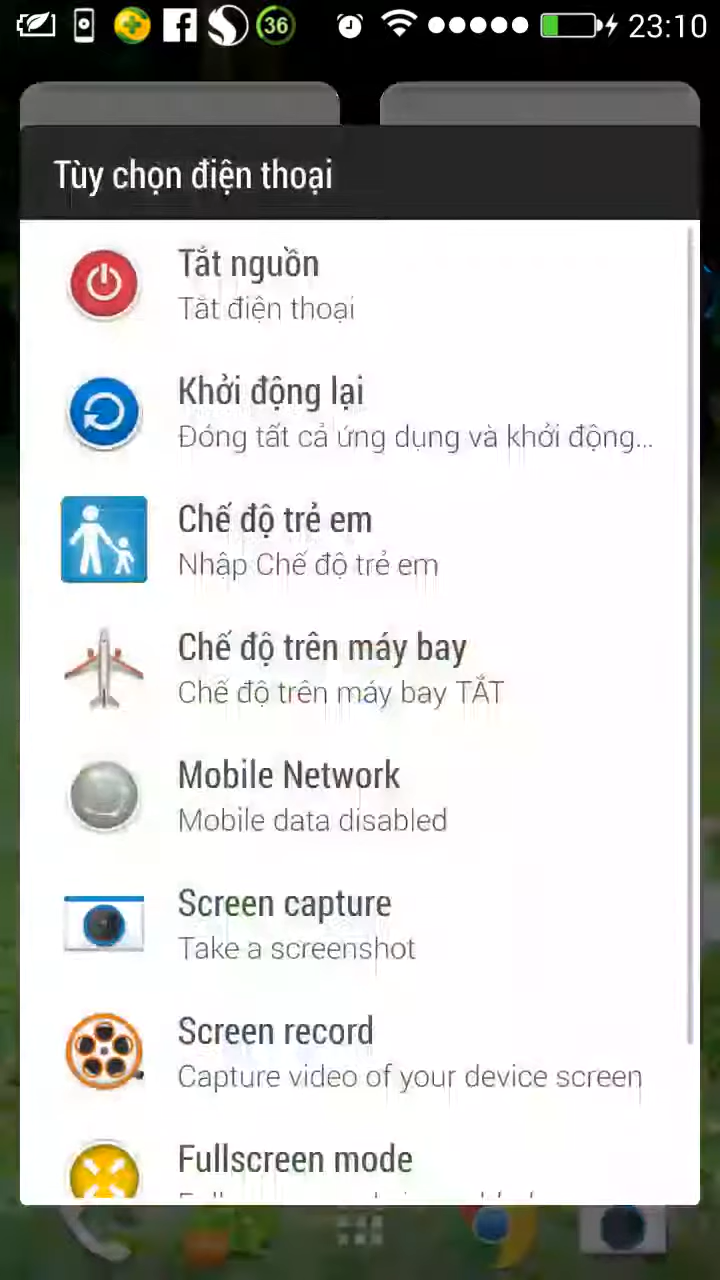 36 23:10
Tùy chọn điện thoại
Tắt nguồn
Tắt điện thoại
Khởi động lại
Đóng tất cả ứng dụng và khởi động...
Chế độ trẻ em
Nhập Chế độ trẻ em
Chế độ trên máy bay
Chế độ trên máy bay TẮT
Mobile Network
Mobile data disabled
Screen capture
Take a screenshot
Screen record
Capture video of your device screen
Fullscreen mode